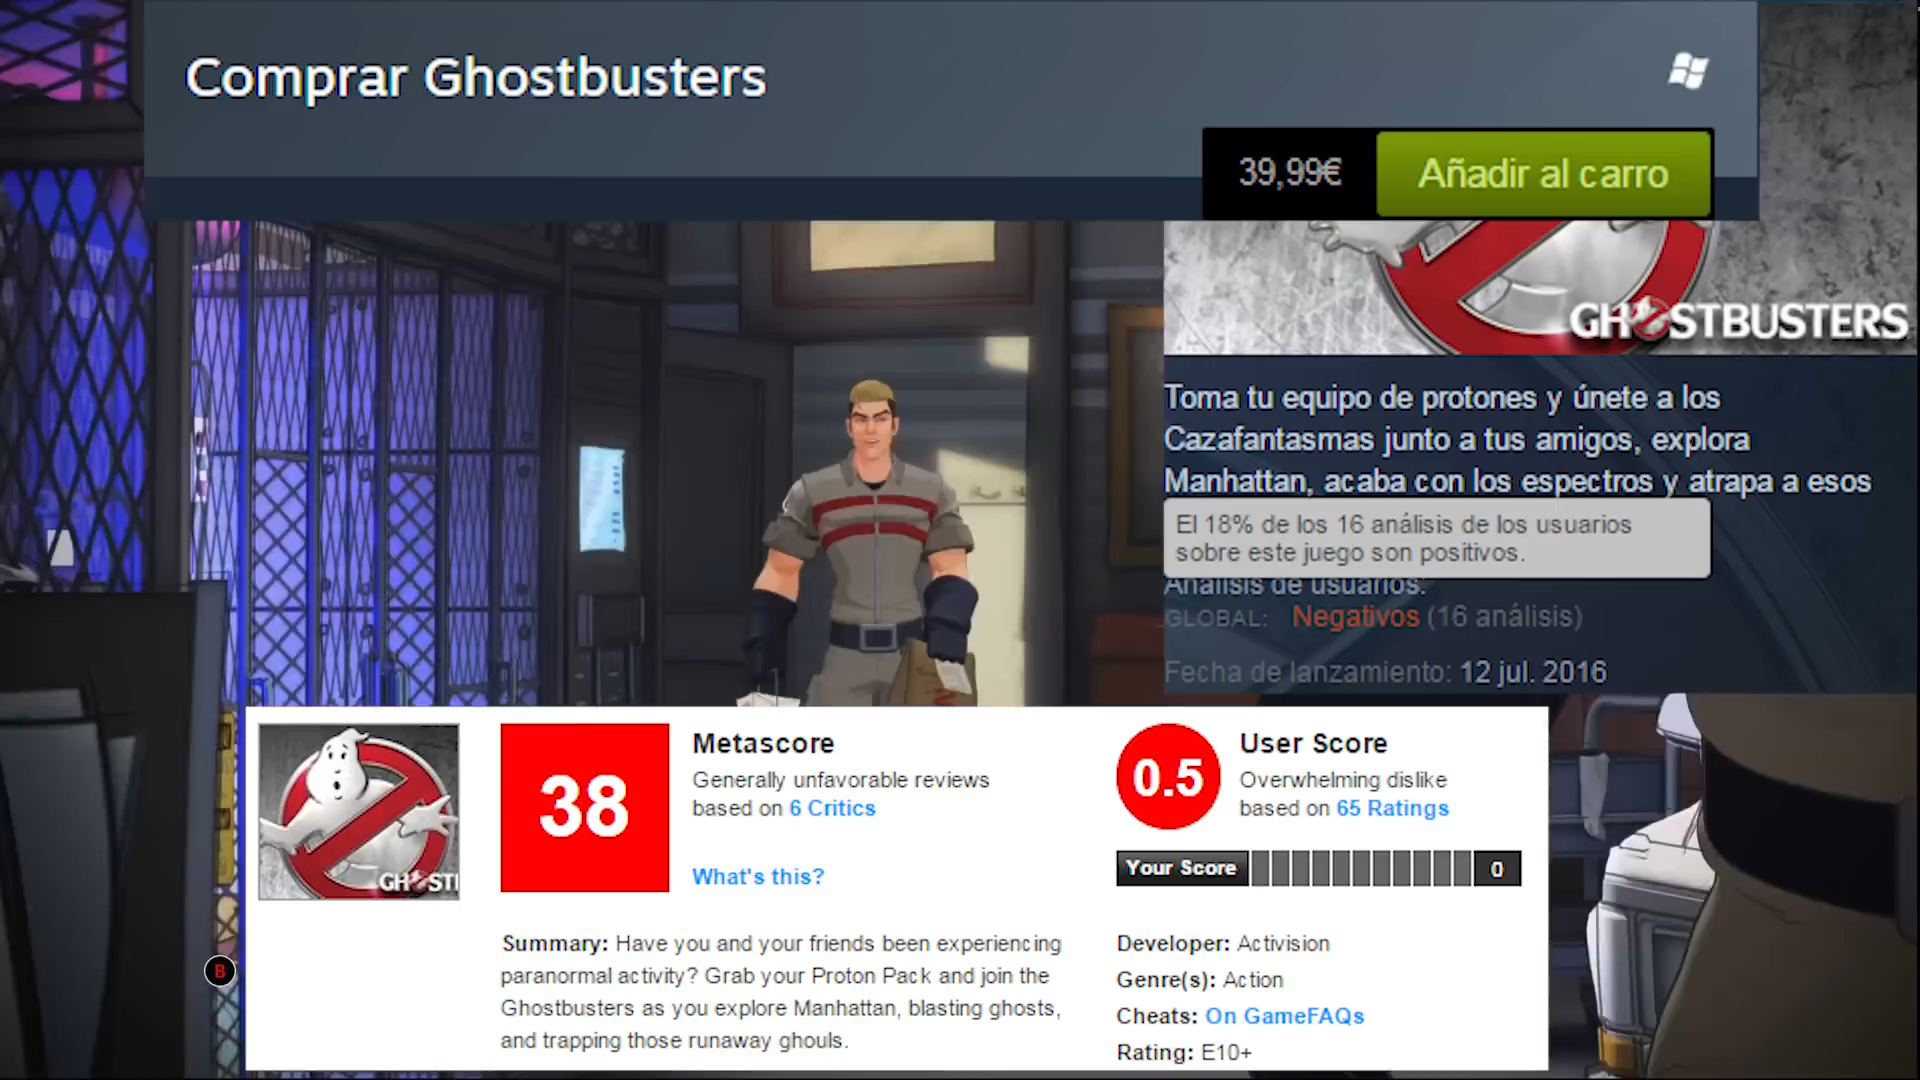 Comprar Ghostbusters
39,99€ Añadir al carro
GHOSTBUSTERS
Toma tu equipo de protones y únete a los
Cazafantasmas junto a tus amigos, explora
Manhattan, acaba con los espectros y atrapa a esos
El 18% de los 16 análisis de los usuarios
sobre este juego son positivos.
Análisis de usuarios:
GLOBAL: Negativos (16 análisis)
Fecha de lanzamiento: 12 jul. 2016
GHOSTI
38
Metascore
Generally unfavorable reviews
based on 6 Critics
What's this?
0.5
User Score
Overwhelming dislike
based on 65 Ratings
Your Score 0
Summary: Have you and your friends been experiencing
paranormal activity? Grab your Proton Pack and join the
Ghostbusters as you explore Manhattan, blasting ghosts,
and trapping those runaway ghouls.
Developer: Activision
Genre(s): Action
Cheats: On GameFAQs
Rating: E10+
B